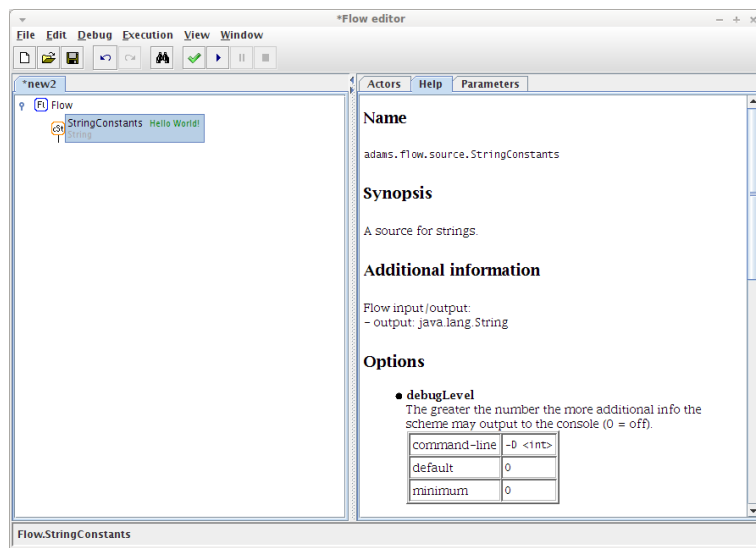 *Flow editor
File Edit Debug Execution View Window
*new2
Flow
StringConstants Hello World!
String
Actors Help Parameters
Name
adams.flow.source.StringConstants
Synopsis
A source for strings.
Additional information
Flow input/output:
- output: java.lang.String
Options
debugLevel
The greater the number the more additional info the
scheme may output to the console (0 = off).
command-line -D <int>
default 0
minimum 0
Flow.StringConstants